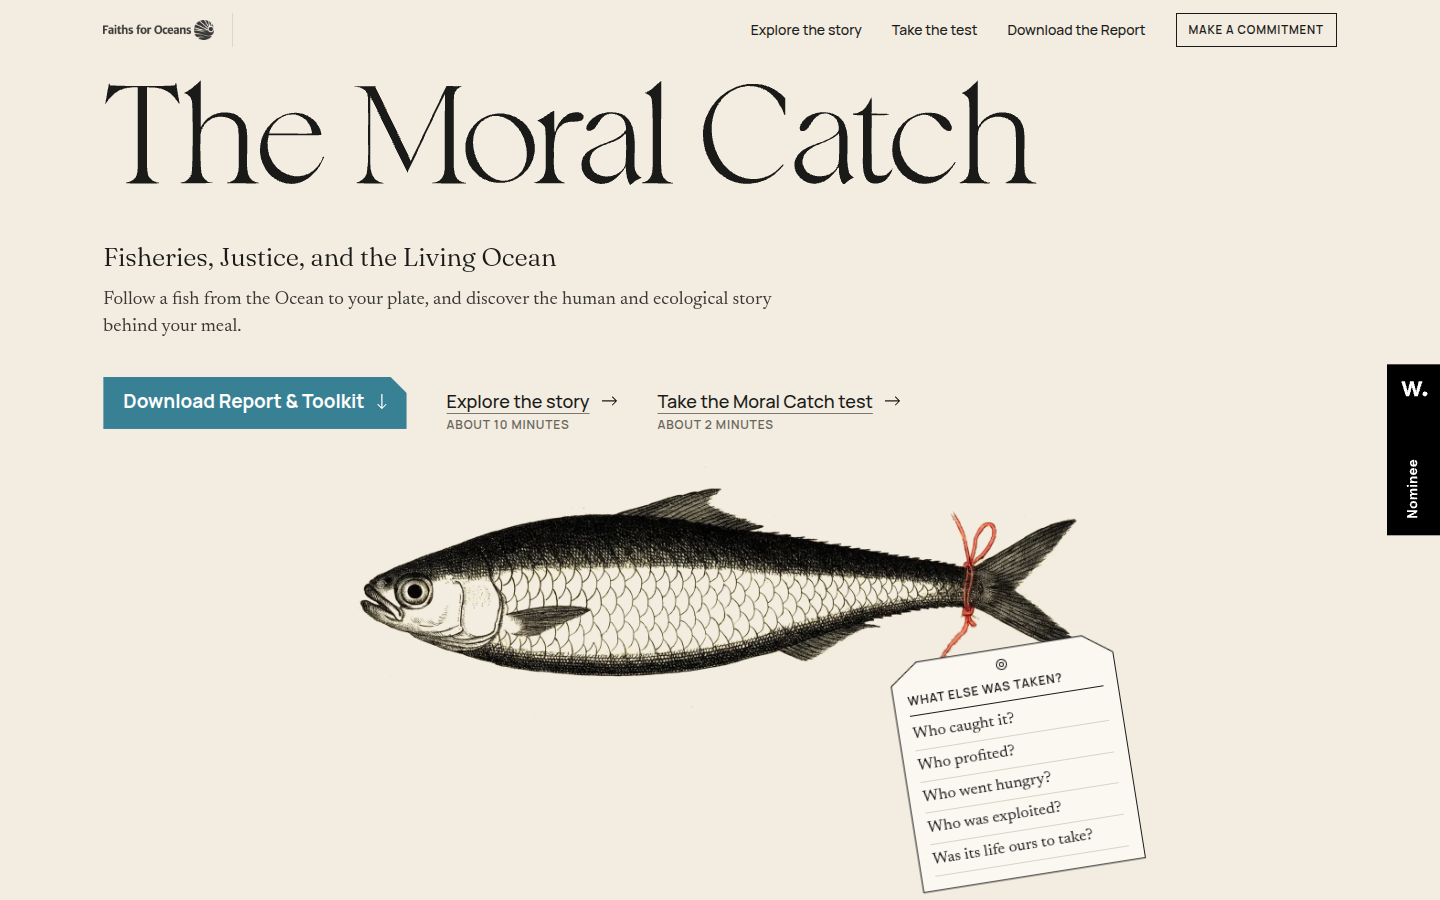 Faiths for Oceans
Explore the story
Take the test
Download the Report
MAKE A COMMITMENT
The Moral Catch
Fisheries, Justice, and the Living Ocean
Follow a fish from the Ocean to your plate, and discover the human and ecological story
behind your meal.
Download Report & Toolkit ↓
Explore the story →
ABOUT 10 MINUTES
Take the Moral Catch test →
ABOUT 2 MINUTES
W.
Nominee
WHAT ELSE WAS TAKEN?
Who caught it?
Who profited?
Who went hungry?
Who was exploited?
Was its life ours to take?